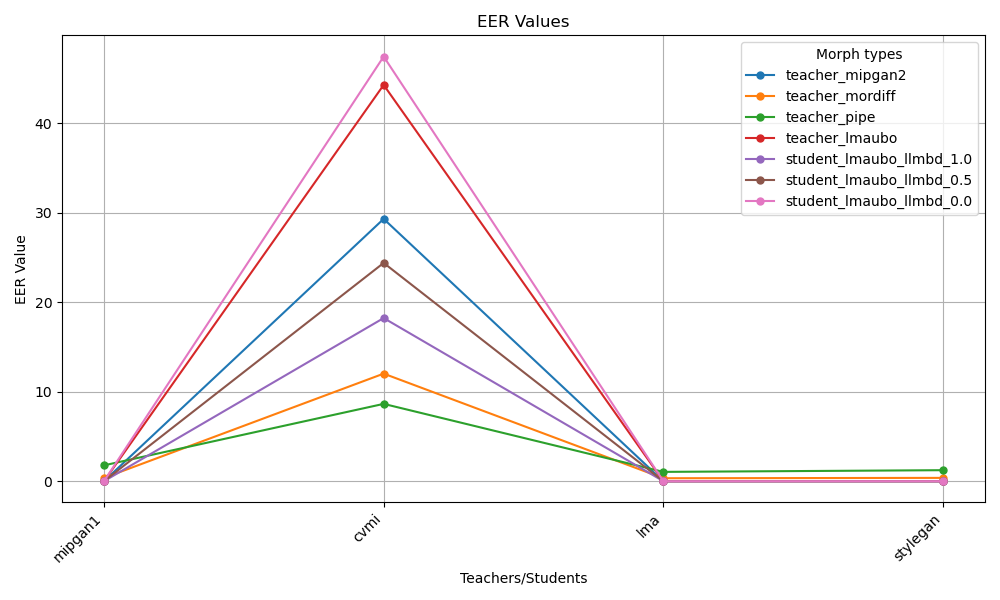 EER Values
Morph types
teacher_mipgan2
teacher_mordiff
teacher_pipe
teacher_lmaubo
student_lmaubo_llmbd_1.0
student_lmaubo_llmbd_0.5
student_lmaubo_llmbd_0.0
EER Value
40
30
20
10
0
mipgan1
cvmi
lma
stylegan
Teachers/Students